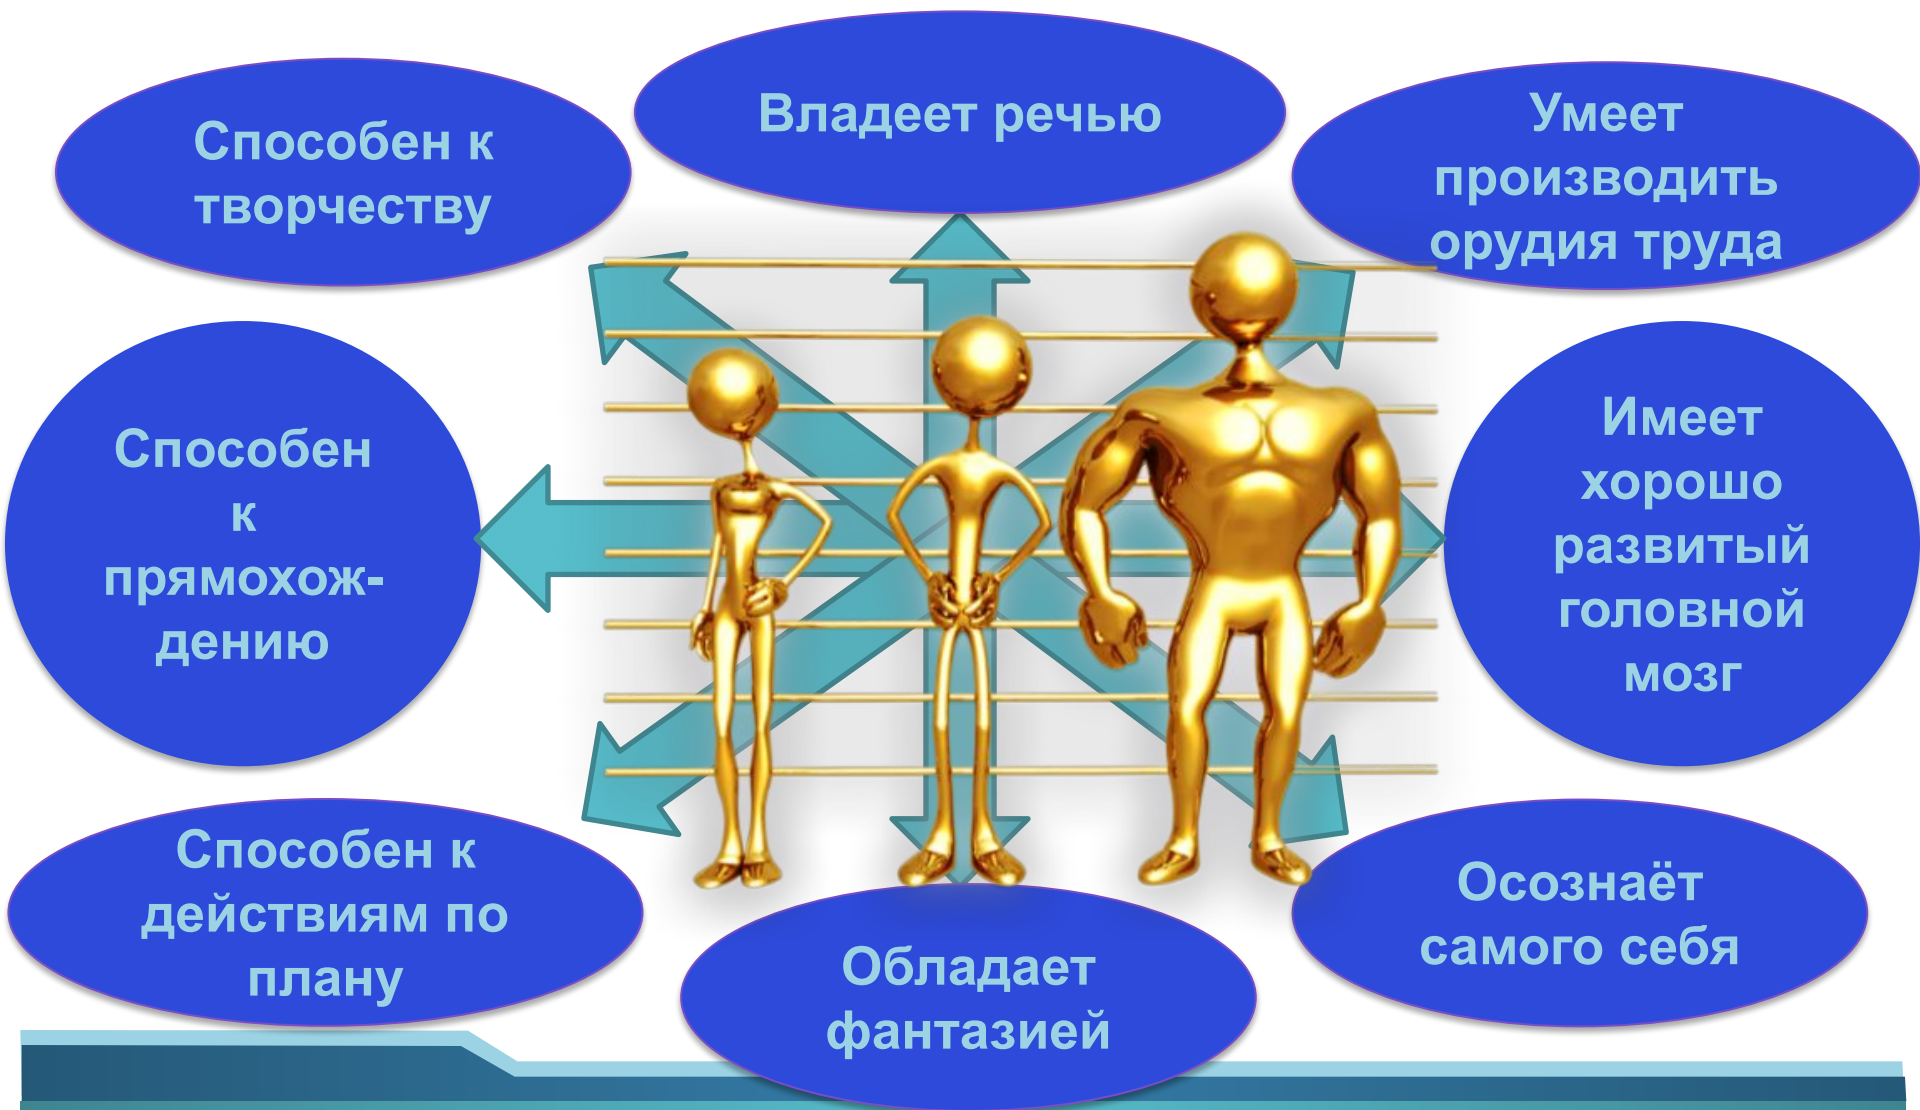 Способен к
творчеству
Владеет речью
Умеет
производить
орудия труда
Способен
к
прямохож-
дению
Имеет
хорошо
развитый
головной
мозг
Способен к
действиям по
плану
Обладает
фантазией
Осознаёт
самого себя